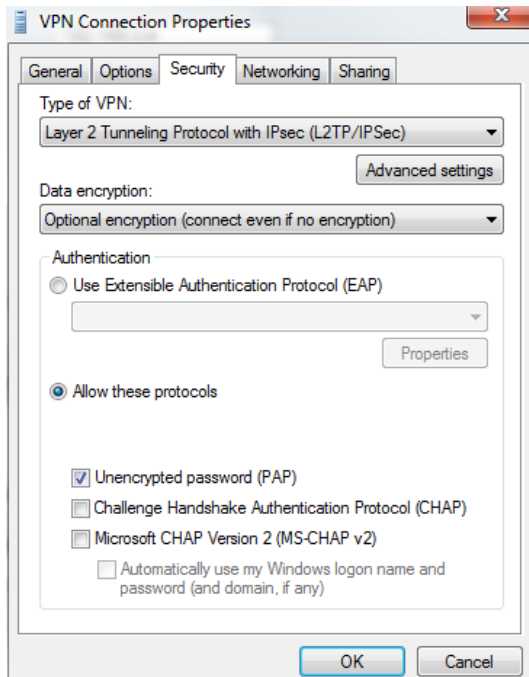 VPN Connection Properties
General Options Security Networking Sharing
Type of VPN:
Layer 2 Tunneling Protocol with IPsec (L2TP/IPSec)
Advanced settings
Data encryption:
Optional encryption (connect even if no encryption)
Authentication
Use Extensible Authentication Protocol (EAP)
Properties
Allow these protocols
Unencrypted password (PAP)
Challenge Handshake Authentication Protocol (CHAP)
Microsoft CHAP Version 2 (MS-CHAP v2)
Automatically use my Windows logon name and
password (and domain, if any)
OK Cancel